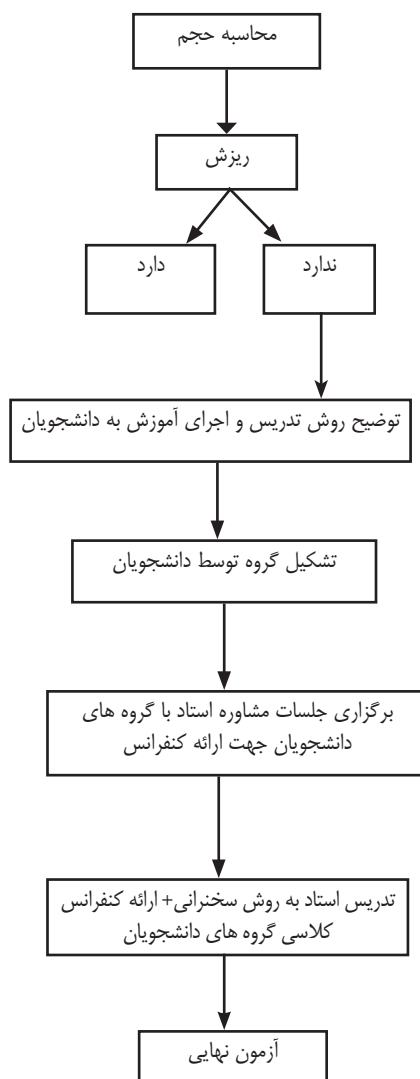 محاسبه حجم
ریزش
ندارد
دارد
توضیح روش تدریس و اجرای آموزش به دانشجویان
تشکیل گروه توسط دانشجویان
برگزاری جلسات مشاوره استاد با گروه های
دانشجویان جهت ارائه کنفرانس
تدریس استاد به روش سخنرانی+ ارائه کنفرانس
کلاسی گروه های دانشجویان
آزمون نهایی